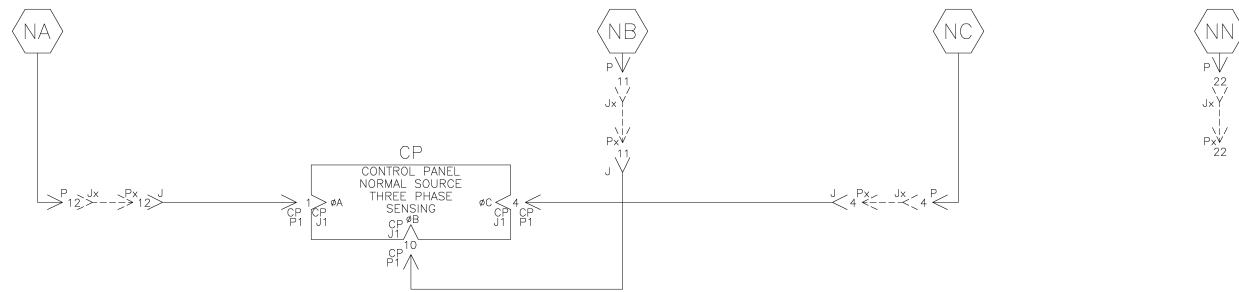 NA
NB
NC
NN
P
11
Jx
Px
11
J
P
22
Jx
Px
22
CP
CONTROL PANEL
NORMAL SOURCE
THREE PHASE
SENSING
P
12
Jx
Px
12
J
CP
P1
1
CP
J1
øA
øB
CP
J1
10
CP
P1
øC
CP
J1
4
CP
P1
J
4
Px
Jx
4
P